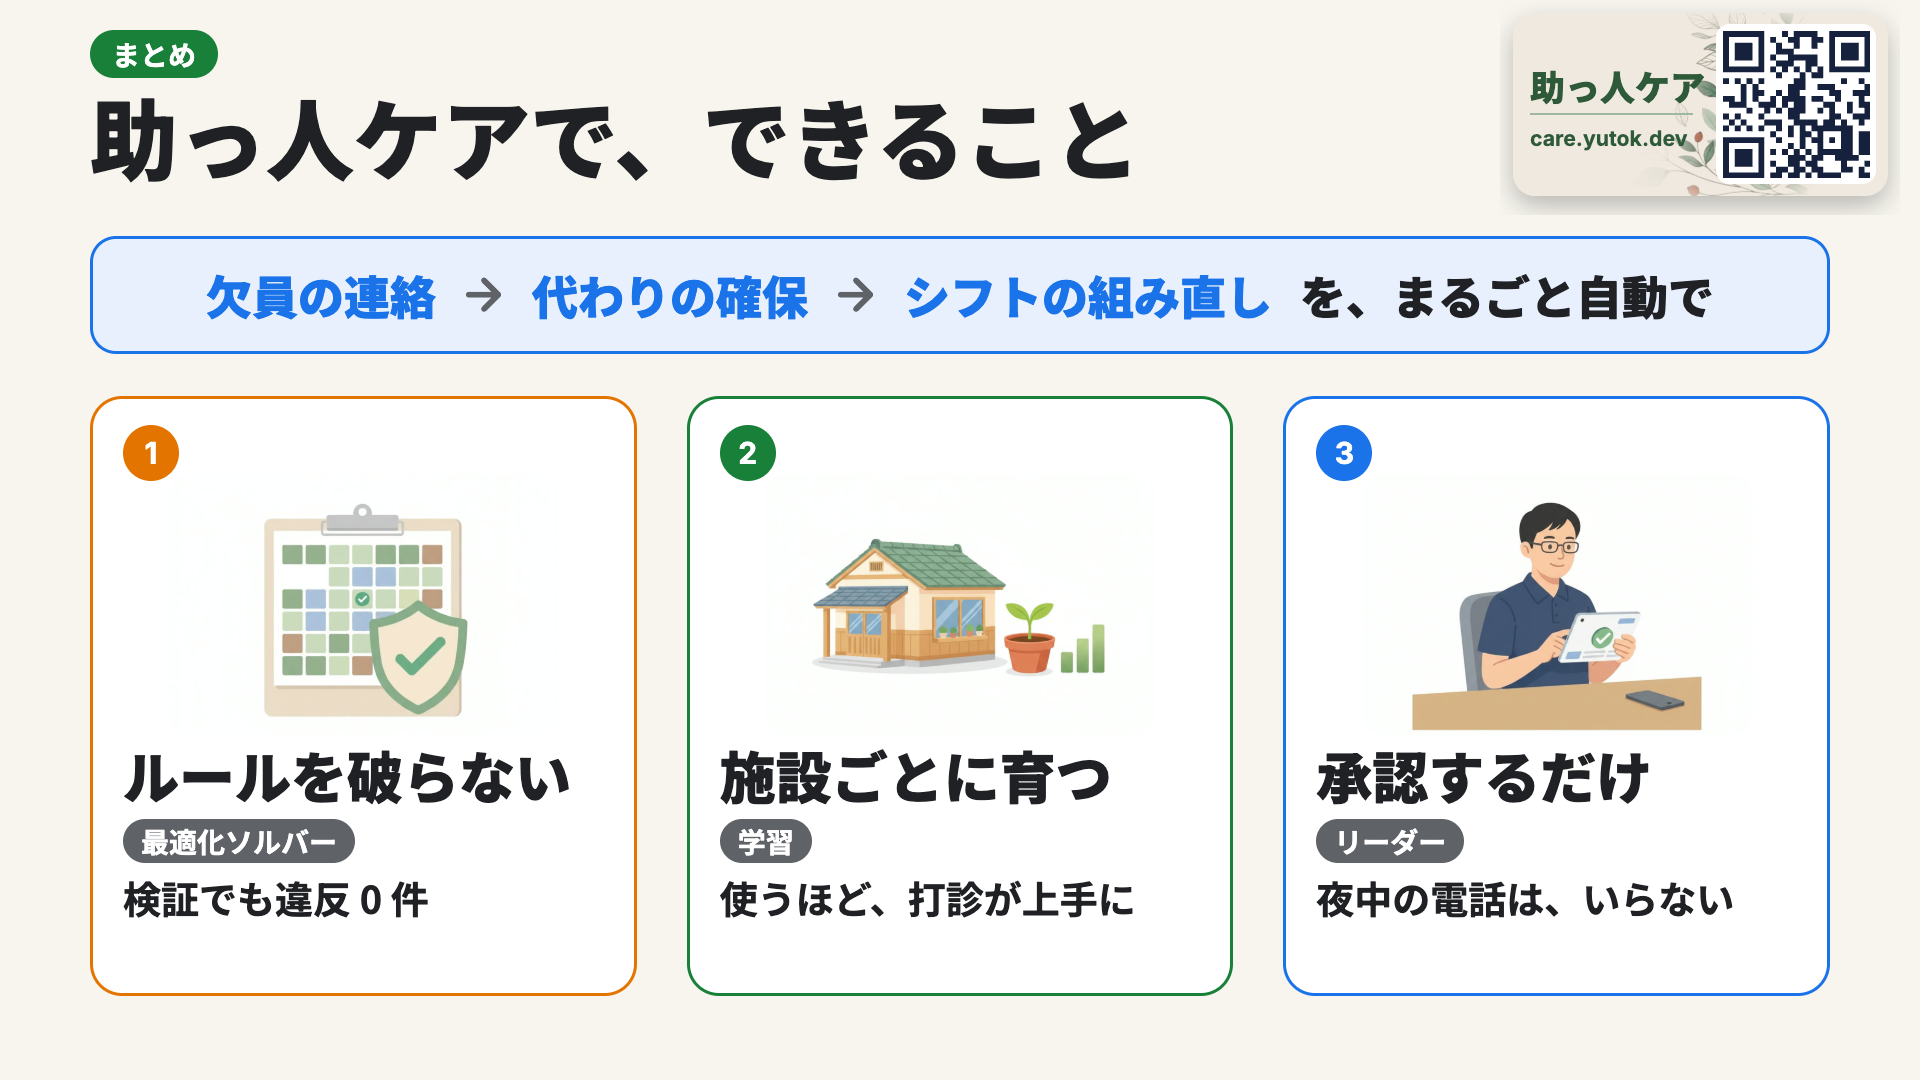 まとめ
助っ人ケアで、できること
助っ人ケア
care.yutok.dev
欠員の連絡 → 代わりの確保 → シフトの組み直し を、まるごと自動で
1
ルールを破らない
最適化ソルバー
検証でも違反 0 件
2
施設ごとに育つ
学習
使うほど、打診が上手に
3
承認するだけ
リーダー
夜中の電話は、いらない